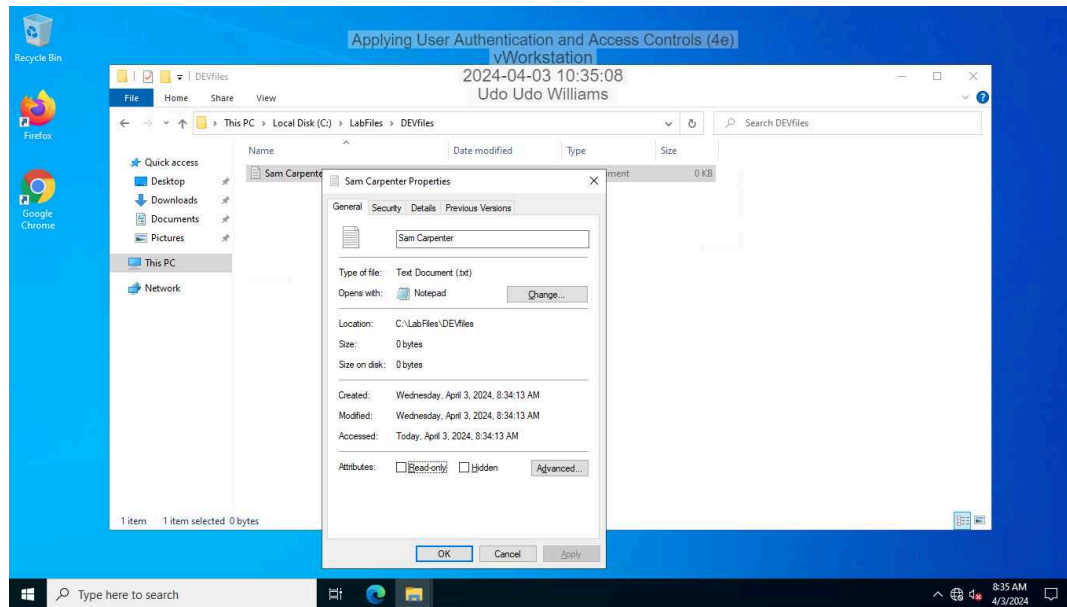 Recycle Bin
Firefox
Google
Chrome
Applying User Authentication and Access Controls (4e)
vWorkstation
2024-04-03 10:35:08
Udo Udo Williams
DEVfiles
File Home Share View
This PC > Local Disk (C:) > LabFiles > DEVfiles
Search DEVfiles
Name Date modified Type Size
Quick access
Desktop
Downloads
Documents
Pictures
This PC
Network
Sam Carpente
ment 0 KB
Sam Carpenter Properties
General Security Details Previous Versions
Sam Carpenter
Type of file: Text Document (.txt)
Opens with: Notepad Change...
Location: C:\LabFiles\DEVfiles
Size: 0 bytes
Size on disk: 0 bytes
Created: Wednesday, April 3, 2024, 8:34:13 AM
Modified: Wednesday, April 3, 2024, 8:34:13 AM
Accessed: Today, April 3, 2024, 8:34:13 AM
Attributes: Read-only Hidden Advanced...
OK Cancel Apply
1 item 1 item selected 0 bytes
Type here to search
8:35 AM
4/3/2024